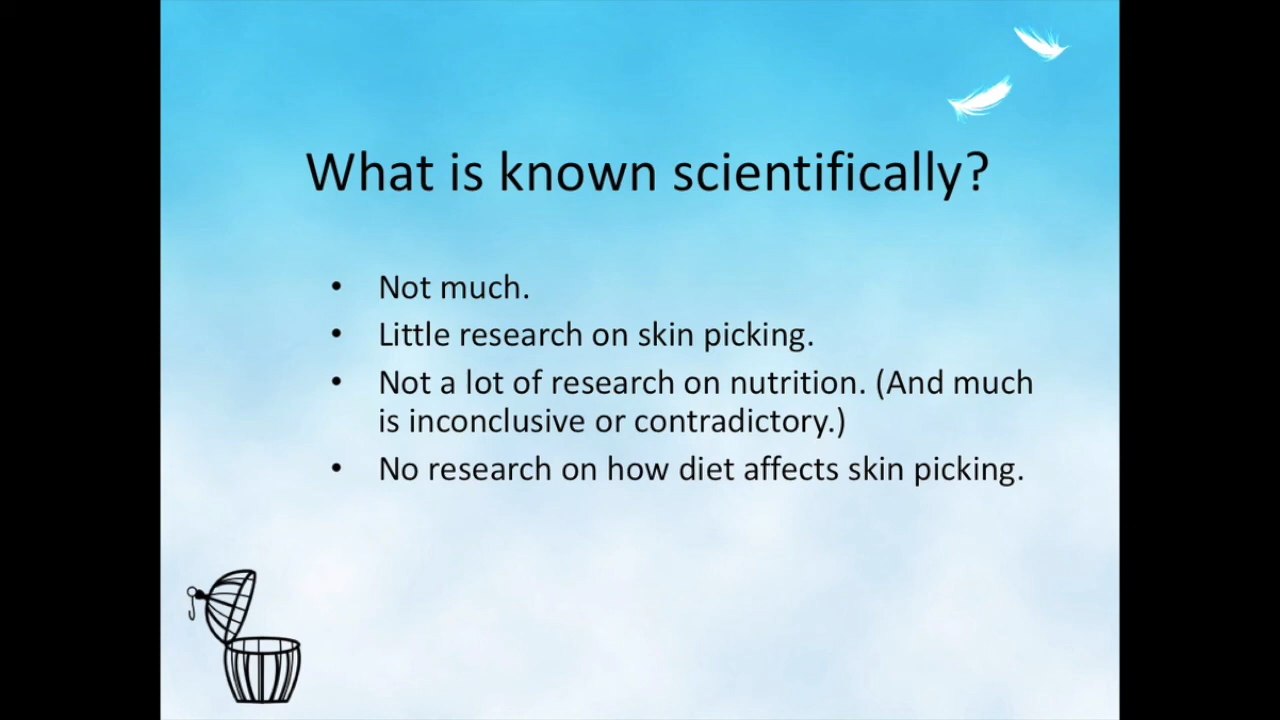 What is known scientifically?
• Not much.
• Little research on skin picking.
• Not a lot of research on nutrition. (And much
is inconclusive or contradictory.)
• No research on how diet affects skin picking.